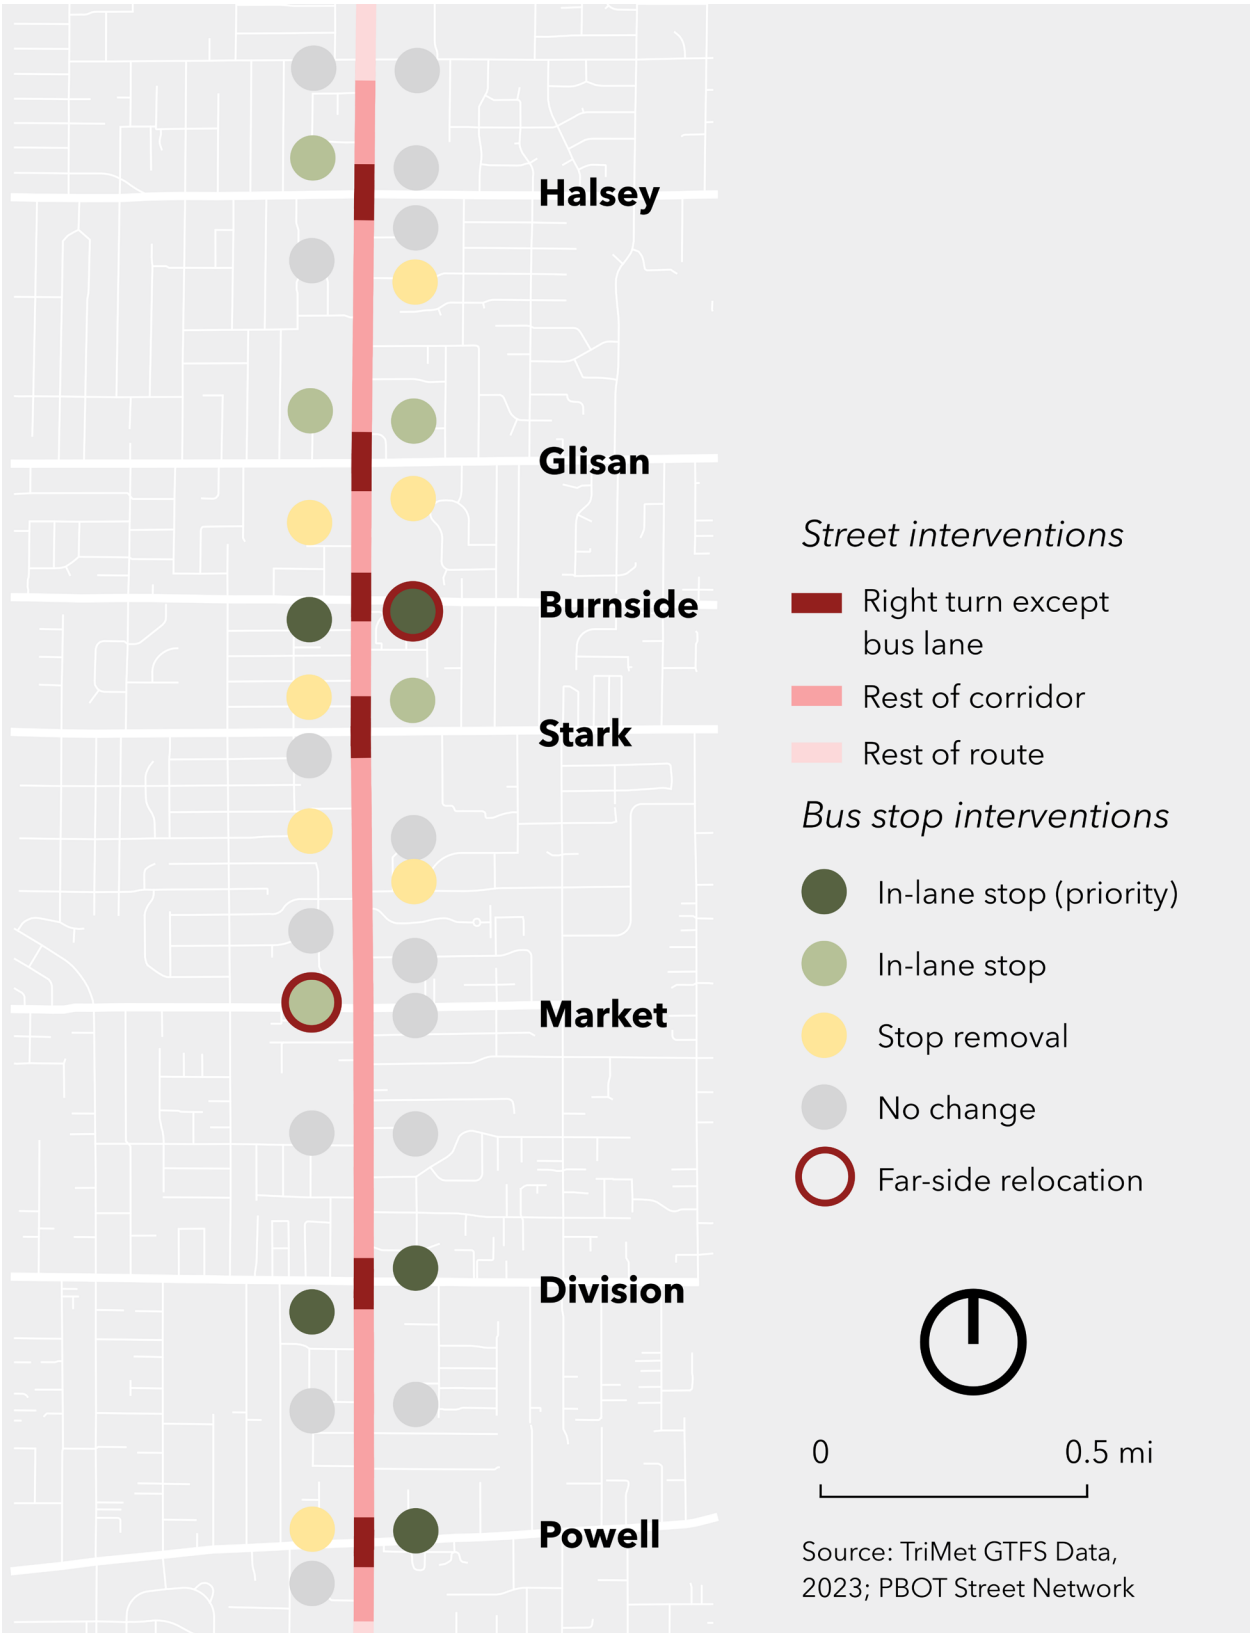 Halsey
Glisan
Burnside
Stark
Market
Division
Powell
Street interventions
Right turn except
bus lane
Rest of corridor
Rest of route
Bus stop interventions
In-lane stop (priority)
In-lane stop
Stop removal
No change
Far-side relocation
0 0.5 mi
Source: TriMet GTFS Data,
2023; PBOT Street Network